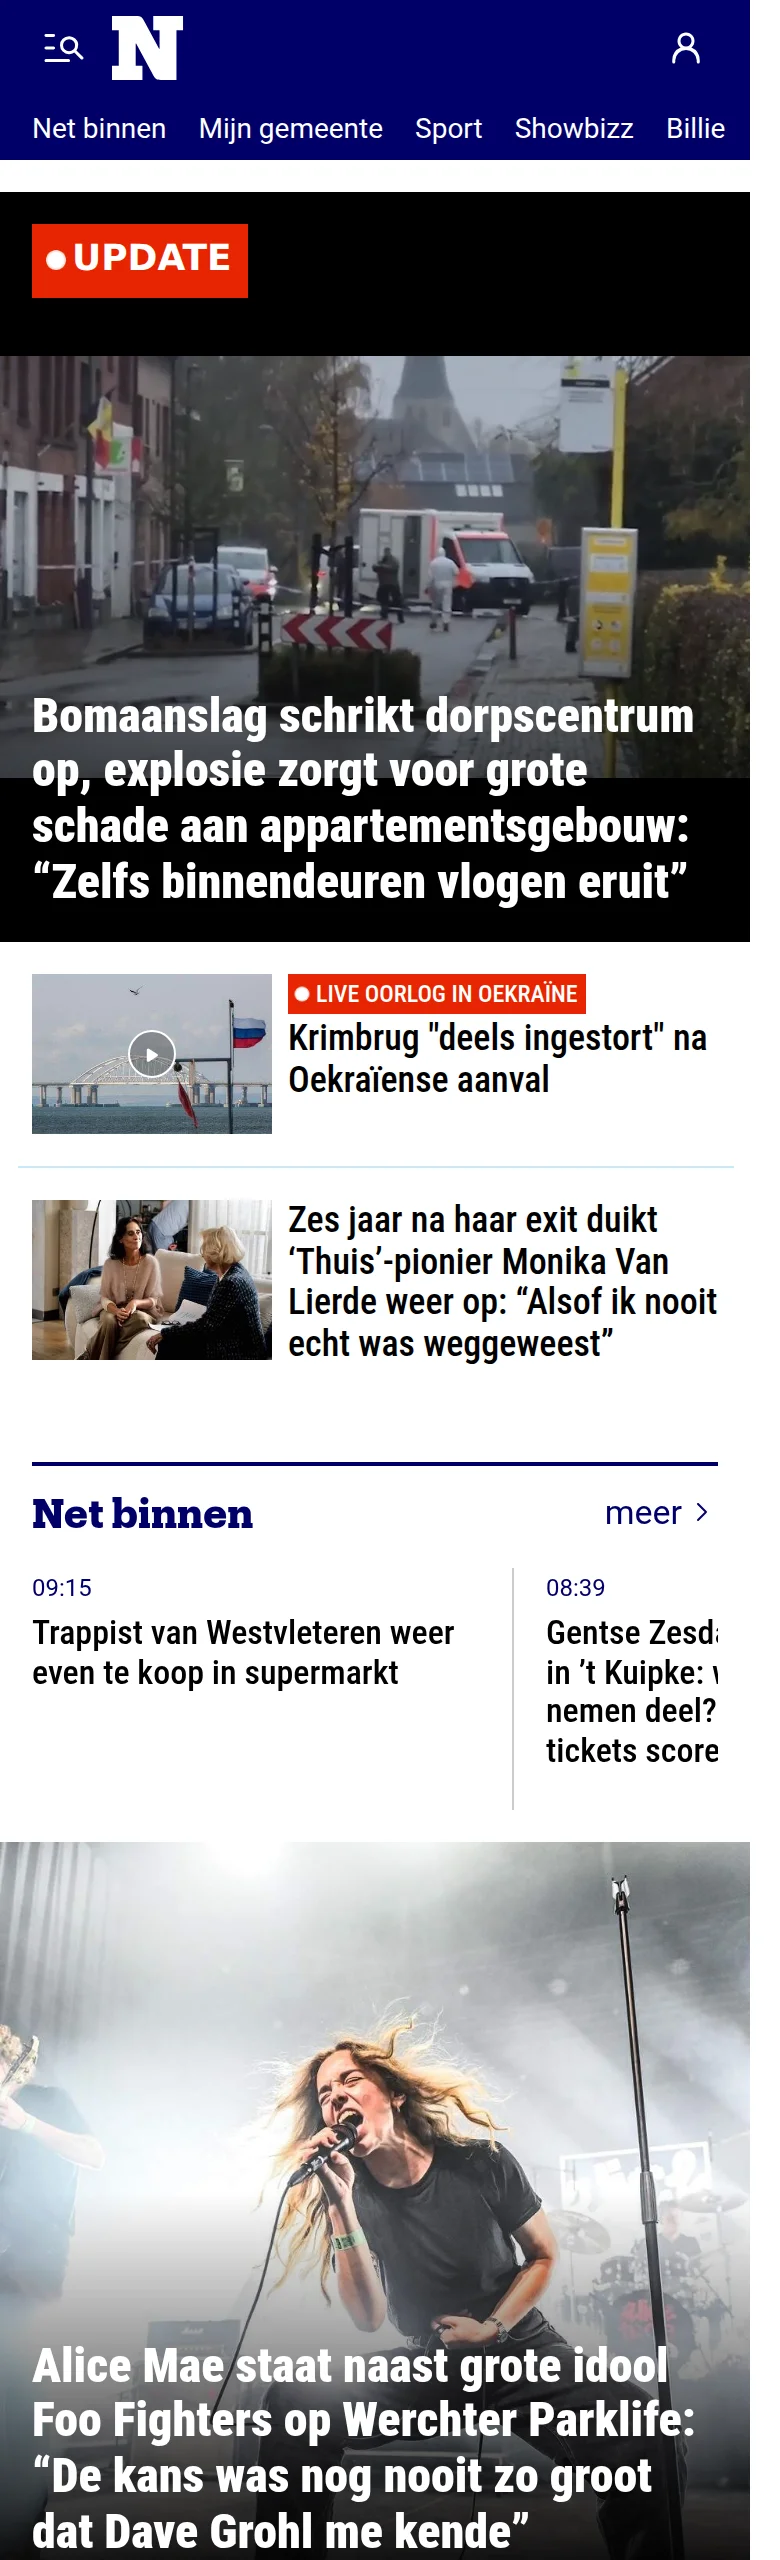 N
Net binnen Mijn gemeente Sport Showbizz Billie
UPDATE
Bomaanslag schrikt dorpscentrum
op, explosie zorgt voor grote
schade aan appartementsgebouw:
“Zelfs binnendeuren vlogen eruit”
LIVE OORLOG IN OEKRAÏNE
Krimbrug "deels ingestort" na
Oekraïense aanval
Zes jaar na haar exit duikt
‘Thuis’-pionier Monika Van
Lierde weer op: “Alsof ik nooit
echt was weggeweest”
Net binnen
meer
09:15
Trappist van Westvleteren weer
even te koop in supermarkt
08:39
Gentse Zesda
in ’t Kuipke: w
nemen deel?
tickets score
Alice Mae staat naast grote idool
Foo Fighters op Werchter Parklife:
“De kans was nog nooit zo groot
dat Dave Grohl me kende”